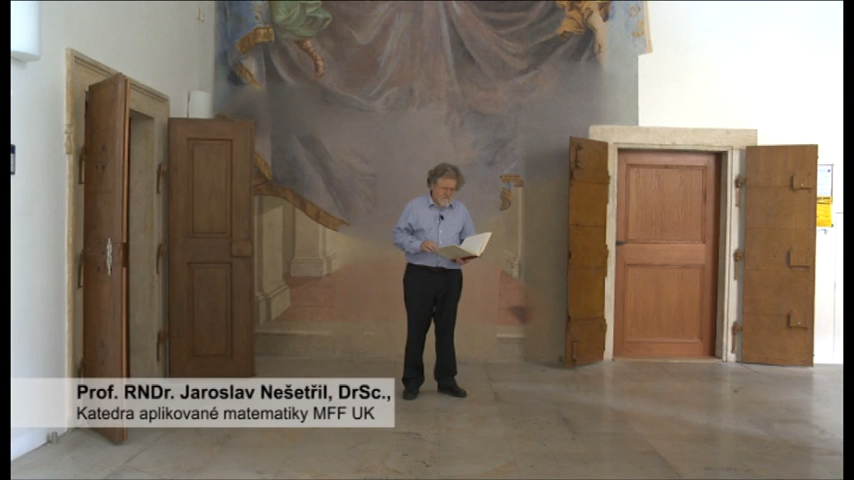 Prof. RNDr. Jaroslav Nešetřil, DrSc.,
Katedra aplikované matematiky MFF UK